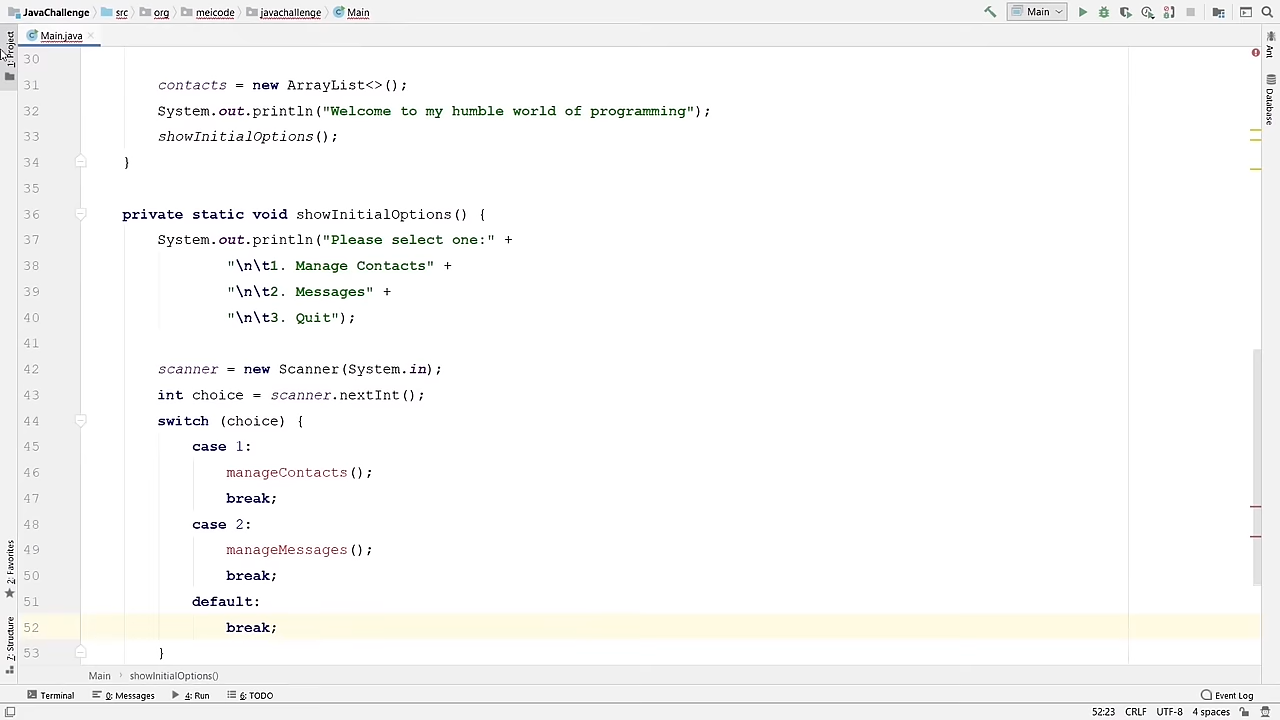 JavaChallenge src org meicode javachallenge Main Main
Main.java
1: Project
Ant
Database
30
31 contacts = new ArrayList<>();
32 System.out.println("Welcome to my humble world of programming");
33 showInitialOptions();
34 }
35
36 private static void showInitialOptions() {
37 System.out.println("Please select one:" +
38 "\n\t1. Manage Contacts" +
39 "\n\t2. Messages" +
40 "\n\t3. Quit");
41
42 scanner = new Scanner(System.in);
43 int choice = scanner.nextInt();
44 switch (choice) {
45 case 1:
46 manageContacts();
47 break;
48 case 2:
49 manageMessages();
50 break;
51 default:
52 break;
53 }
2: Favorites
7: Structure
Main showInitialOptions()
Terminal 0: Messages 4: Run 6: TODO Event Log
52:23 CRLF UTF-8 4 spaces